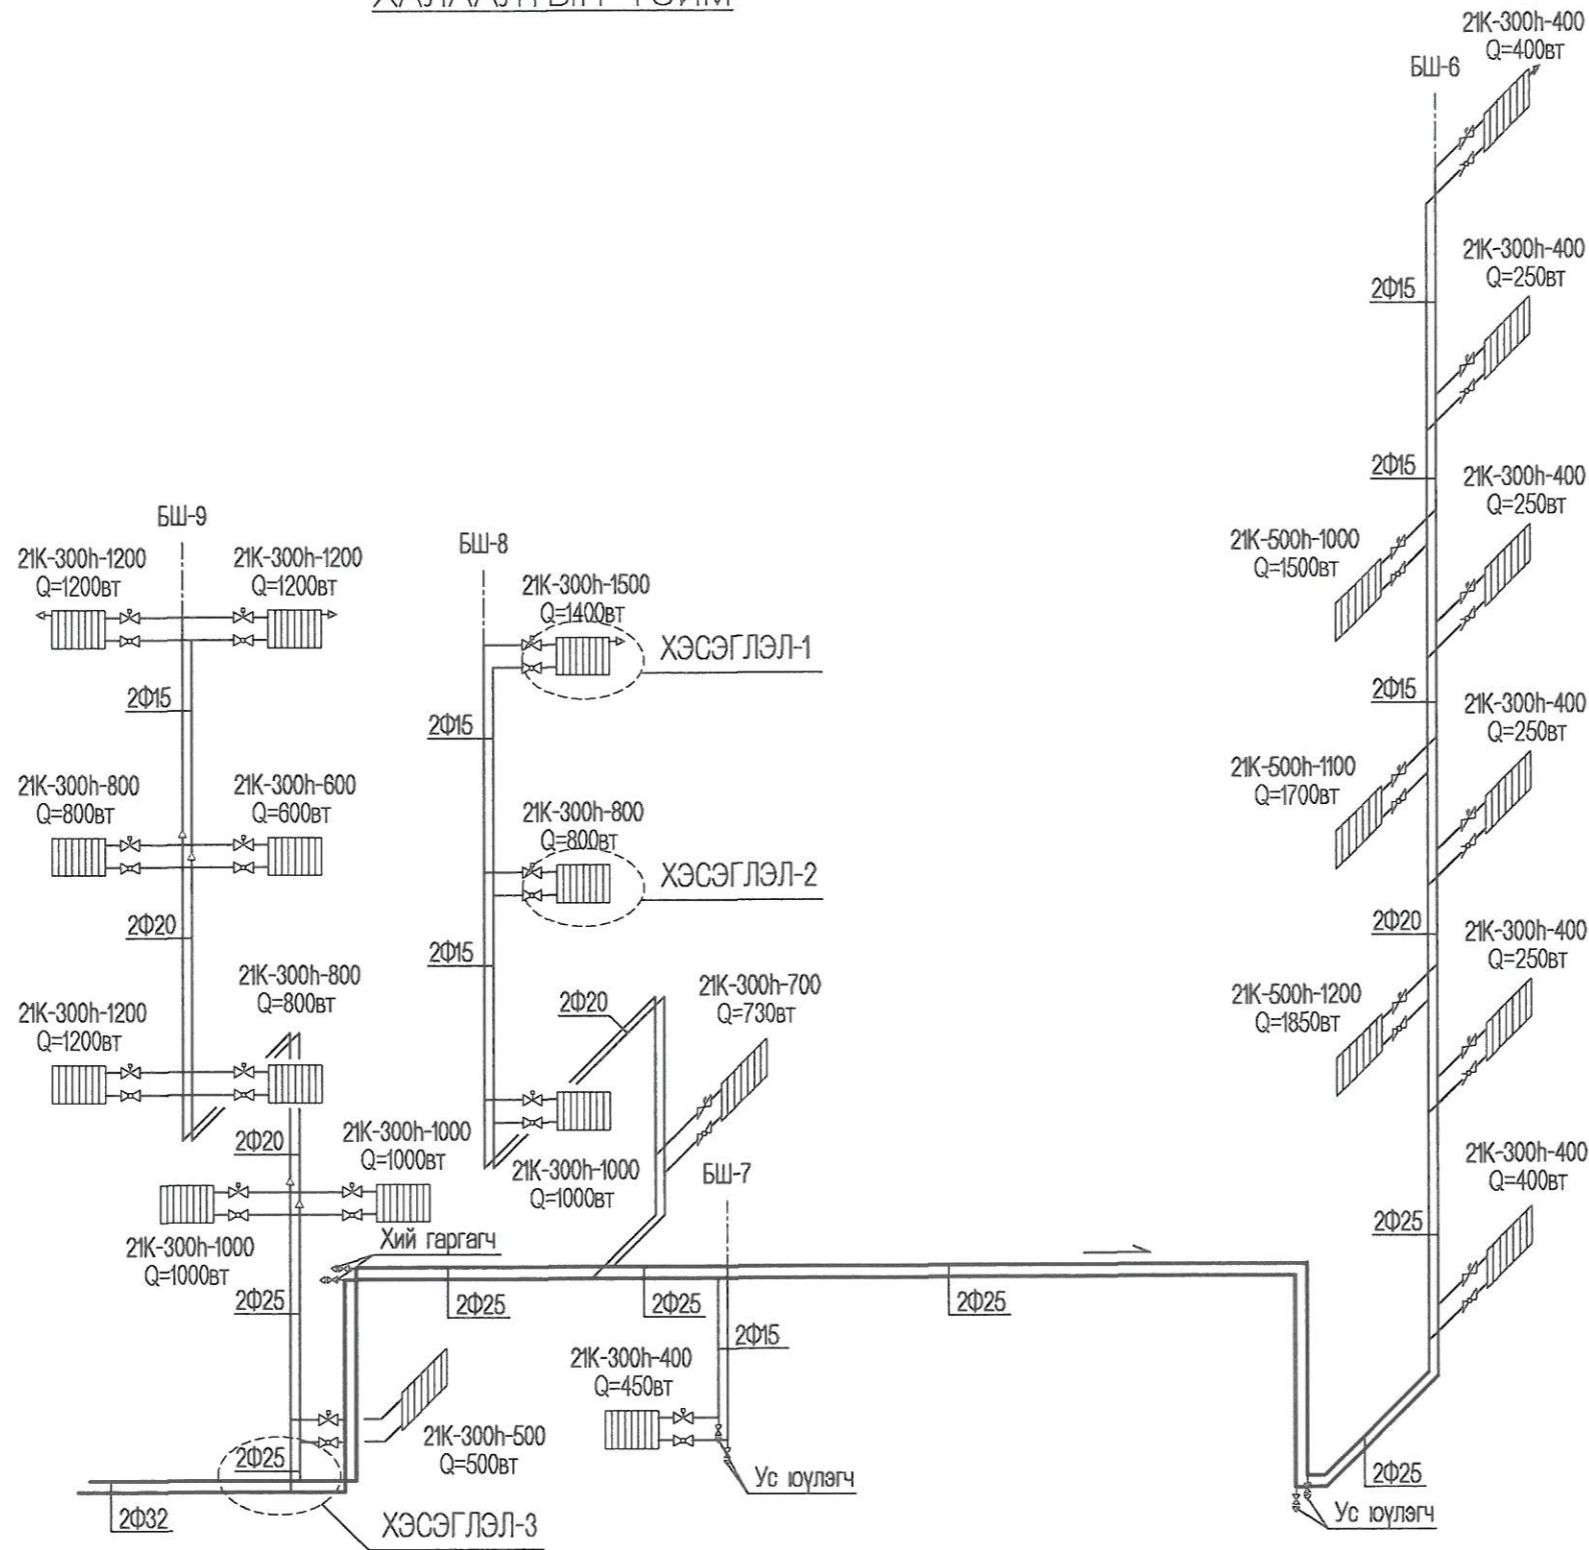 21К-300h-400
Q=400вт
БШ-6
21К-300h-400
Q=250вт
2Ф15
21К-300h-400
Q=250вт
2Ф15
21К-500h-1000
Q=1500вт
БШ-9
21К-300h-1200
Q=1200вт
21К-300h-1200
Q=1200вт
БШ-8
21К-300h-1500
Q=1400вт
ХЭСЭГЛЭЛ-1
2Ф15
2Ф15
2Ф15
21К-300h-400
Q=250вт
21К-500h-1100
Q=1700вт
21К-300h-800
Q=800вт
21К-300h-600
Q=600вт
21К-300h-800
Q=800вт
ХЭСЭГЛЭЛ-2
2Ф20
2Ф15
2Ф20
21К-300h-400
Q=250вт
21К-300h-800
Q=800вт
2Ф20
21К-300h-700
Q=730вт
21К-500h-1200
Q=1850вт
21К-300h-1200
Q=1200вт
2Ф20
21К-300h-1000
Q=1000вт
21К-300h-1000
Q=1000вт
БШ-7
21К-300h-400
Q=400вт
2Ф25
21К-300h-1000
Q=1000вт
Хий гаргагч
2Ф25
2Ф25
2Ф25
2Ф25
2Ф15
21К-300h-400
Q=450вт
21К-300h-500
Q=500вт
2Ф25
Ус юүлэгч
2Ф25
2Ф32
ХЭСЭГЛЭЛ-3
Ус юүлэгч